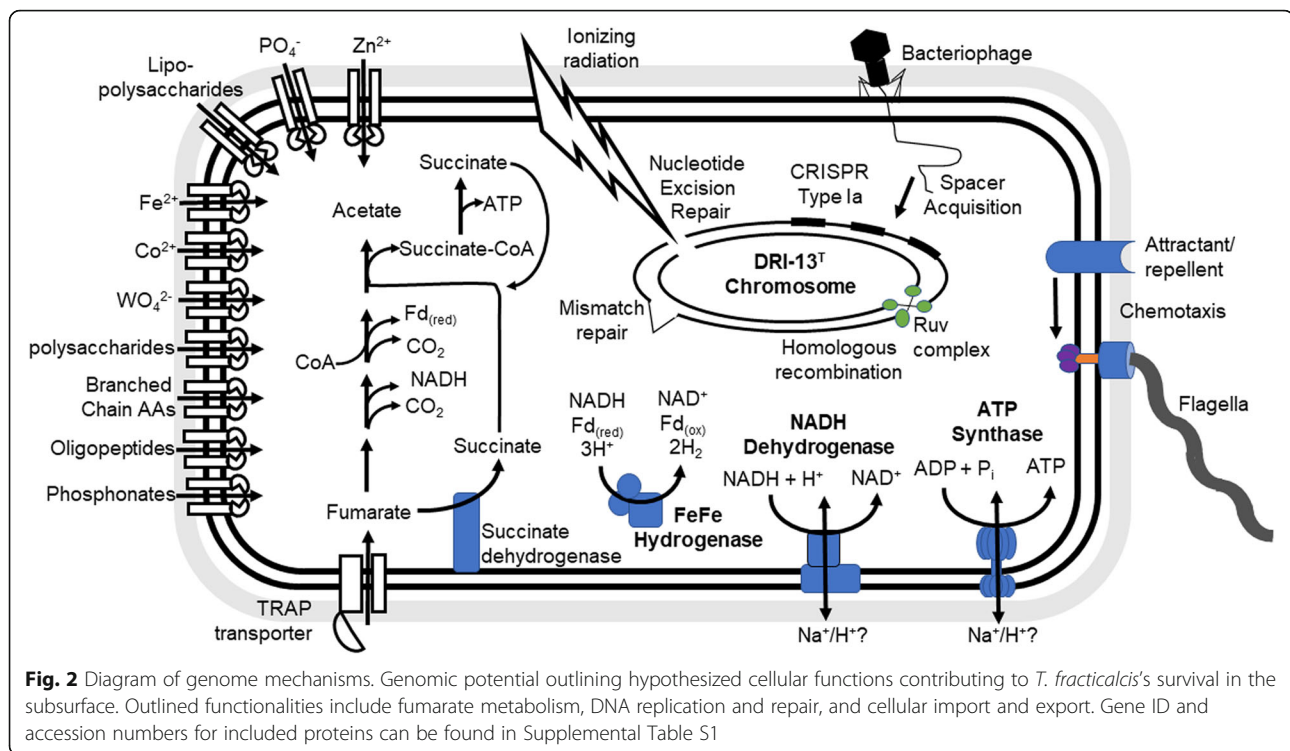 PO₄⁻
Zn²⁺
Lipo-
polysaccharides
Ionizing
radiation
Bacteriophage
Fe²⁺
Co²⁺
WO₄²⁻
polysaccharides
Branched
Chain AAs
Oligopeptides
Phosphonates
Succinate
ATP
Acetate
Succinate-CoA
Fd(red)
CoA
CO₂
NADH
CO₂
Succinate
Fumarate
Succinate
dehydrogenase
TRAP
transporter
Nucleotide
Excision
Repair
CRISPR
Type Ia
Spacer
Acquisition
DRI-13ᵀ
Chromosome
Mismatch
repair
Ruv
complex
Homologous
recombination
Attractant/
repellent
Chemotaxis
Flagella
NADH
Fd(red)
3H⁺
NAD⁺
Fd(ox)
2H₂
FeFe
Hydrogenase
NADH
Dehydrogenase
NADH + H⁺
NAD⁺
Na⁺/H⁺?
ATP
Synthase
ADP + Pᵢ
ATP
Na⁺/H⁺?
Fig. 2 Diagram of genome mechanisms. Genomic potential outlining hypothesized cellular functions contributing to T. fracticalcis's survival in the
subsurface. Outlined functionalities include fumarate metabolism, DNA replication and repair, and cellular import and export. Gene ID and
accession numbers for included proteins can be found in Supplemental Table S1